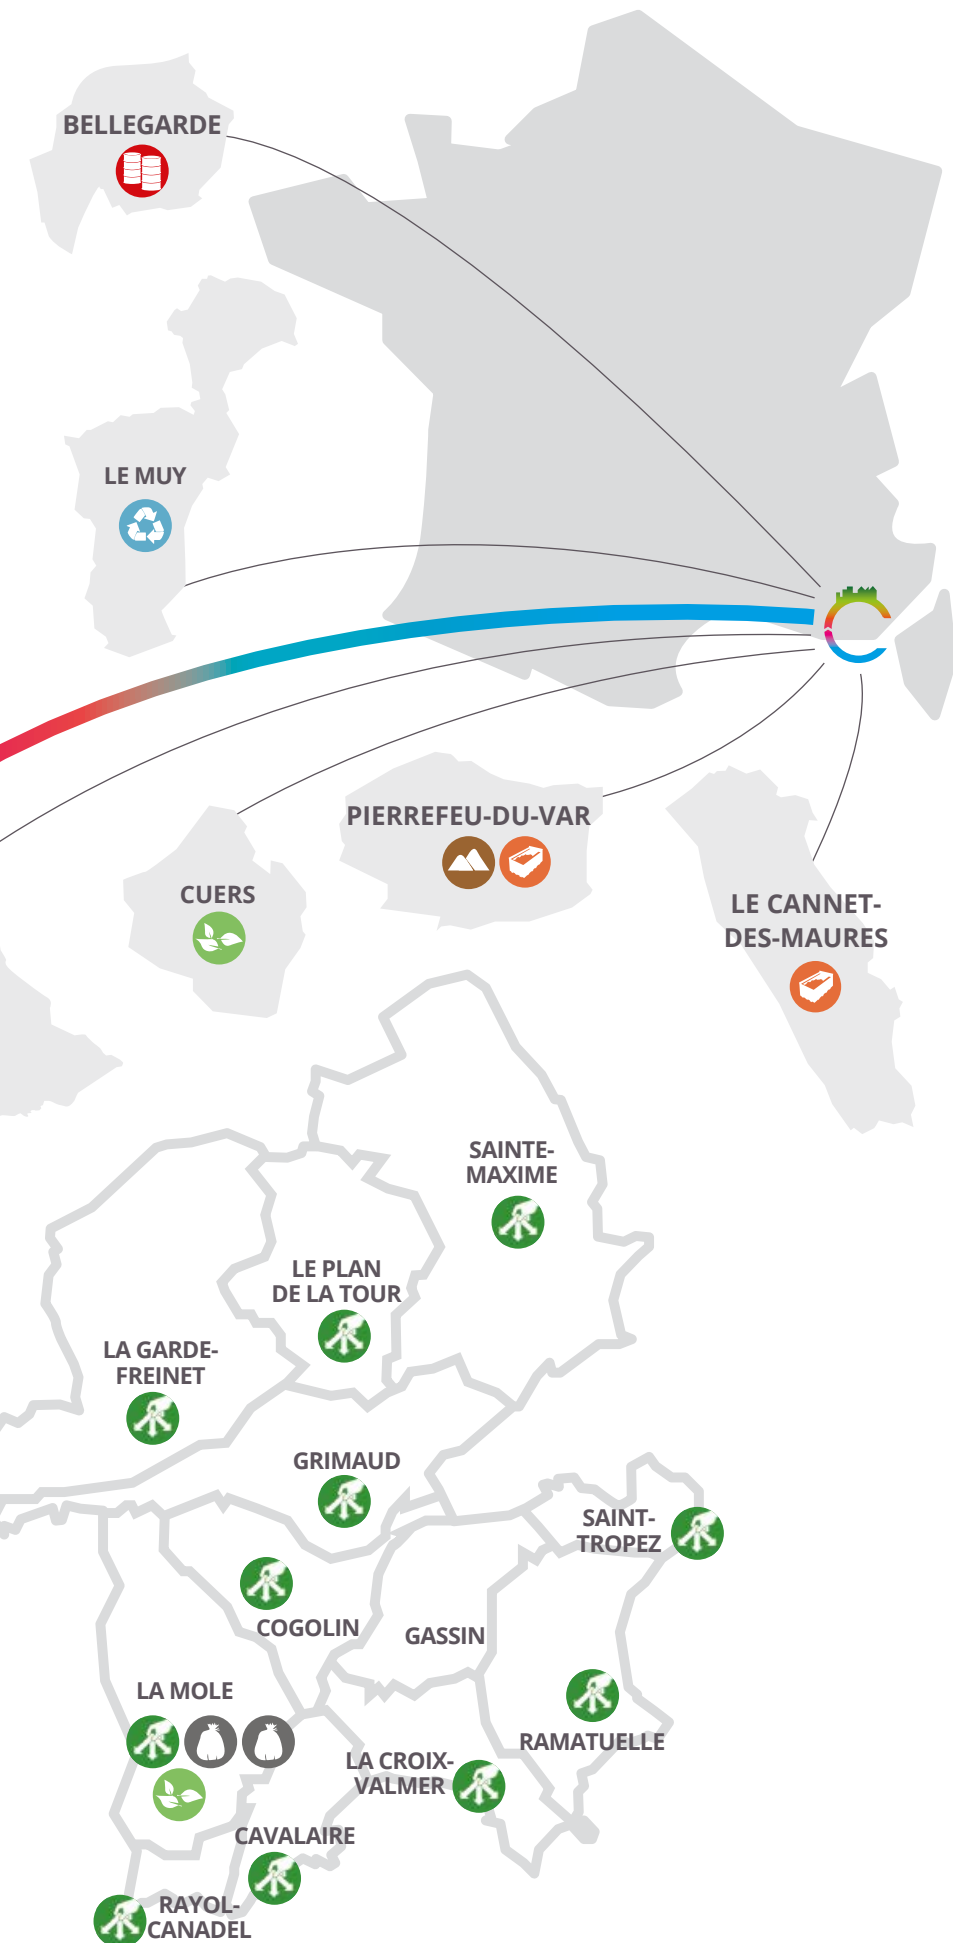 BELLEGARDE
LE MUY
PIERREFEU-DU-VAR
CUERS
LE CANNET-
DES-MAURES
SAINTE-
MAXIME
LE PLAN
DE LA TOUR
LA GARDE-
FREINET
GRIMAUD
SAINT-
TROPEZ
COGOLIN
GASSIN
LA MOLE
RAMATUELLE
LA CROIX-
VALMER
CAVALAIRE
RAYOL-
CANADEL